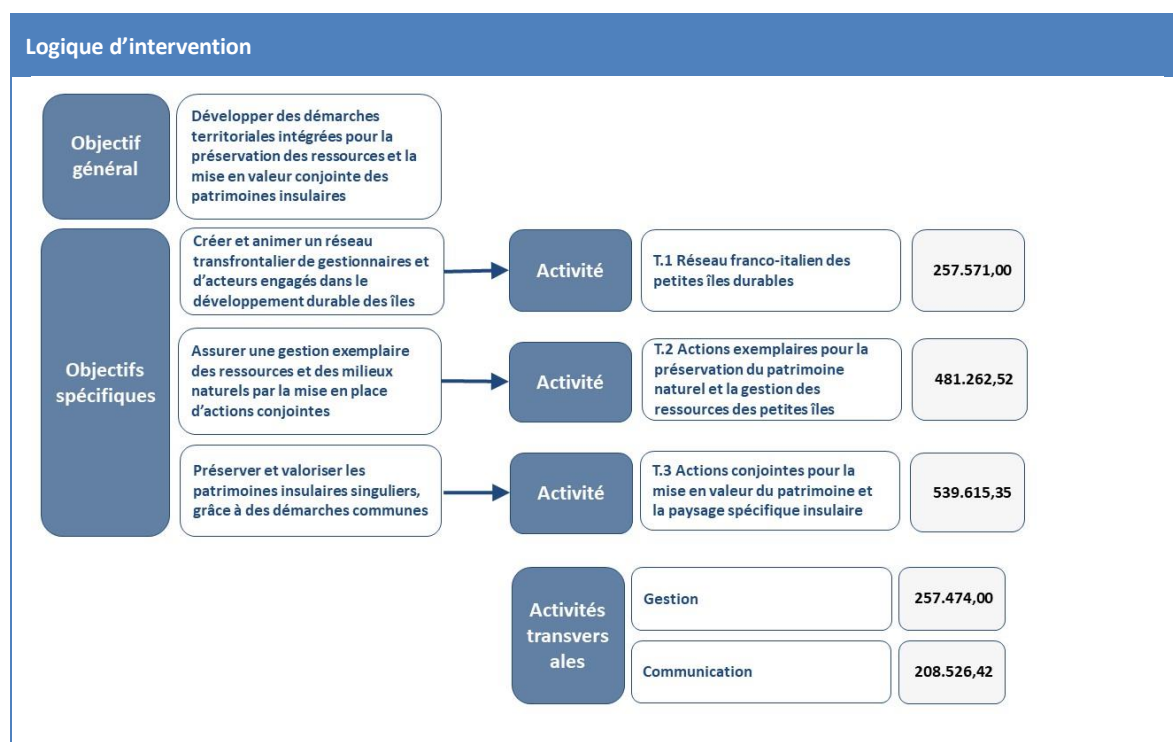 Logique d’intervention
Objectif
général
Développer des démarches
territoriales intégrées pour la
préservation des ressources et la
mise en valeur conjointe des
patrimoines insulaires
Objectifs
spécifiques
Créer et animer un réseau
transfrontalier de gestionnaires et
d’acteurs engagés dans le
développement durable des îles
Activité
T.1 Réseau franco-italien des
petites îles durables
257.571,00
Assurer une gestion exemplaire
des ressources et des milieux
naturels par la mise en place
d’actions conjointes
Activité
T.2 Actions exemplaires pour la
préservation du patrimoine
naturel et la gestion des
ressources des petites îles
481.262,52
Préserver et valoriser les
patrimoines insulaires singuliers,
grâce à des démarches communes
Activité
T.3 Actions conjointes pour la
mise en valeur du patrimoine et
la paysage spécifique insulaire
539.615,35
Activités
transvers
ales
Gestion
257.474,00
Communication
208.526,42